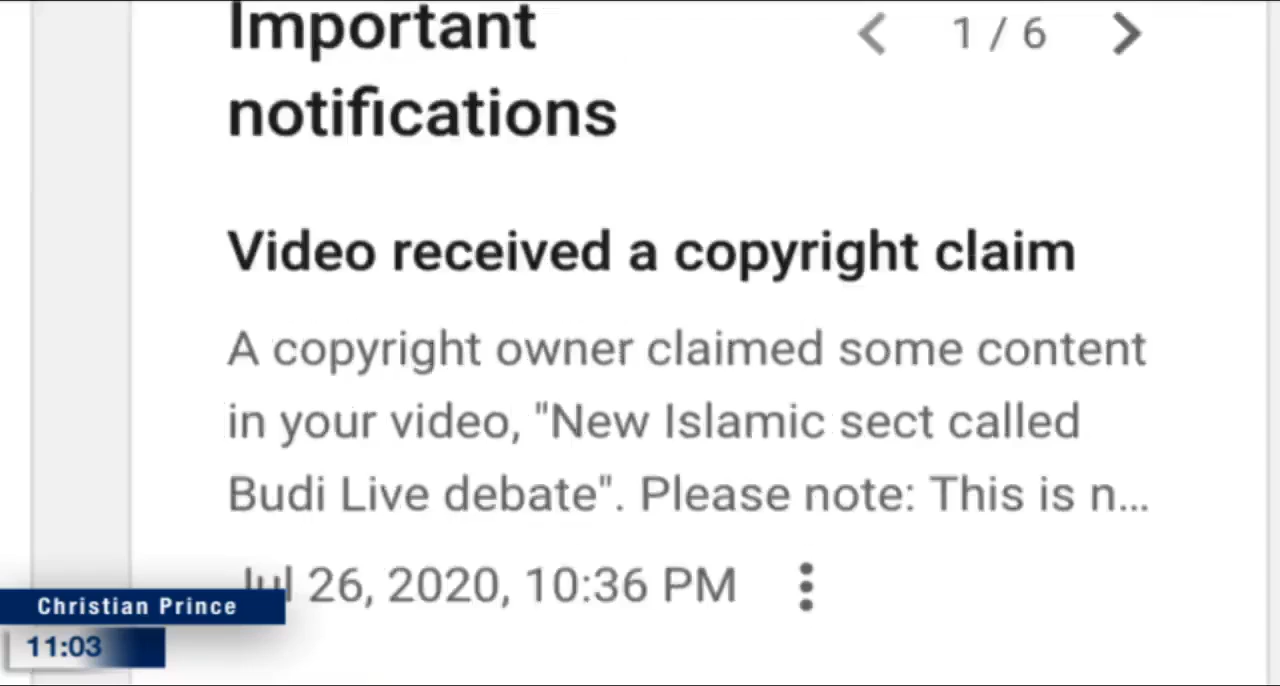 Important
1 / 6
notifications
Video received a copyright claim
A copyright owner claimed some content
in your video, "New Islamic sect called
Budi Live debate". Please note: This is n...
Jul 26, 2020, 10:36 PM
Christian Prince
11:03